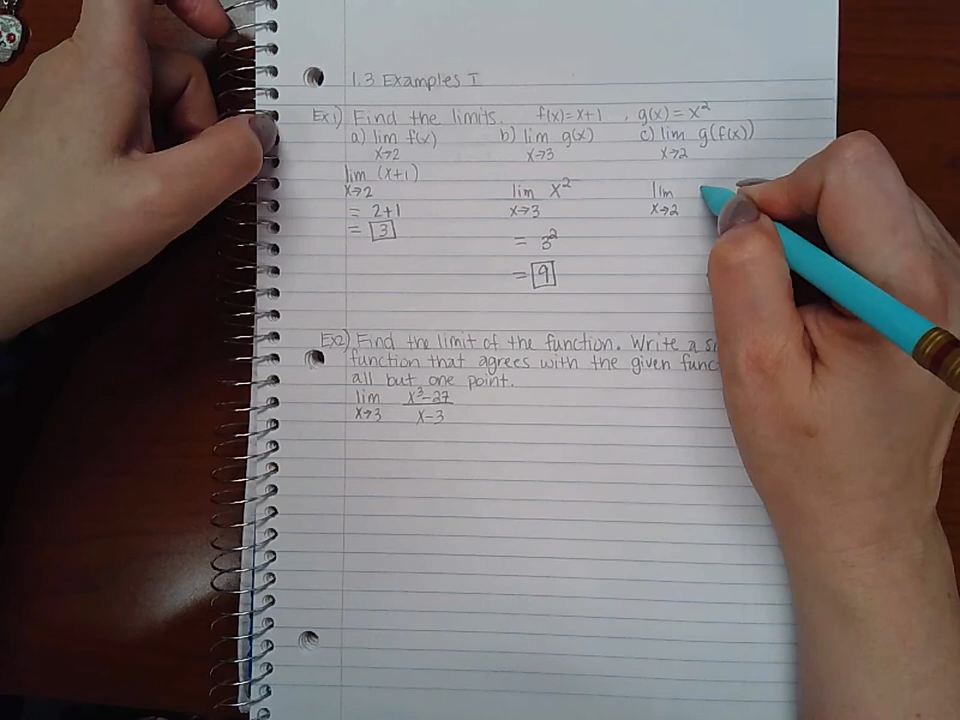 1.3 Examples I
Ex1) Find the limits. f(x)=x+1 , g(x)=x²
a) lim f(x) b) lim g(x) c) lim g(f(x))
x→2 x→3 x→2
lim (x+1)
x→2
= 2+1
= 3
lim x²
x→3
= 3²
= 9
lim
x→2
Ex2) Find the limit of the function. Write a
function that agrees with the given
all but one point.
lim x³-27
x→3 x-3